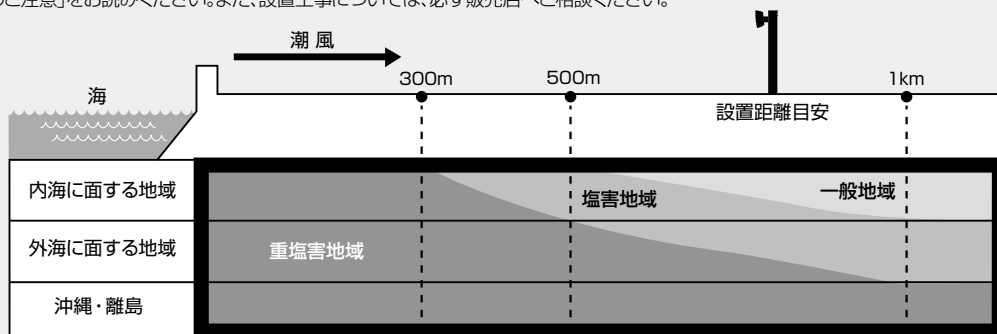 のご注意」をお読みください。また、設置工事については、必ず販売店へご相談ください。
潮風
海
300m
500m
1km
設置距離目安
内海に面する地域
塩害地域
一般地域
外海に面する地域
重塩害地域
沖縄・離島